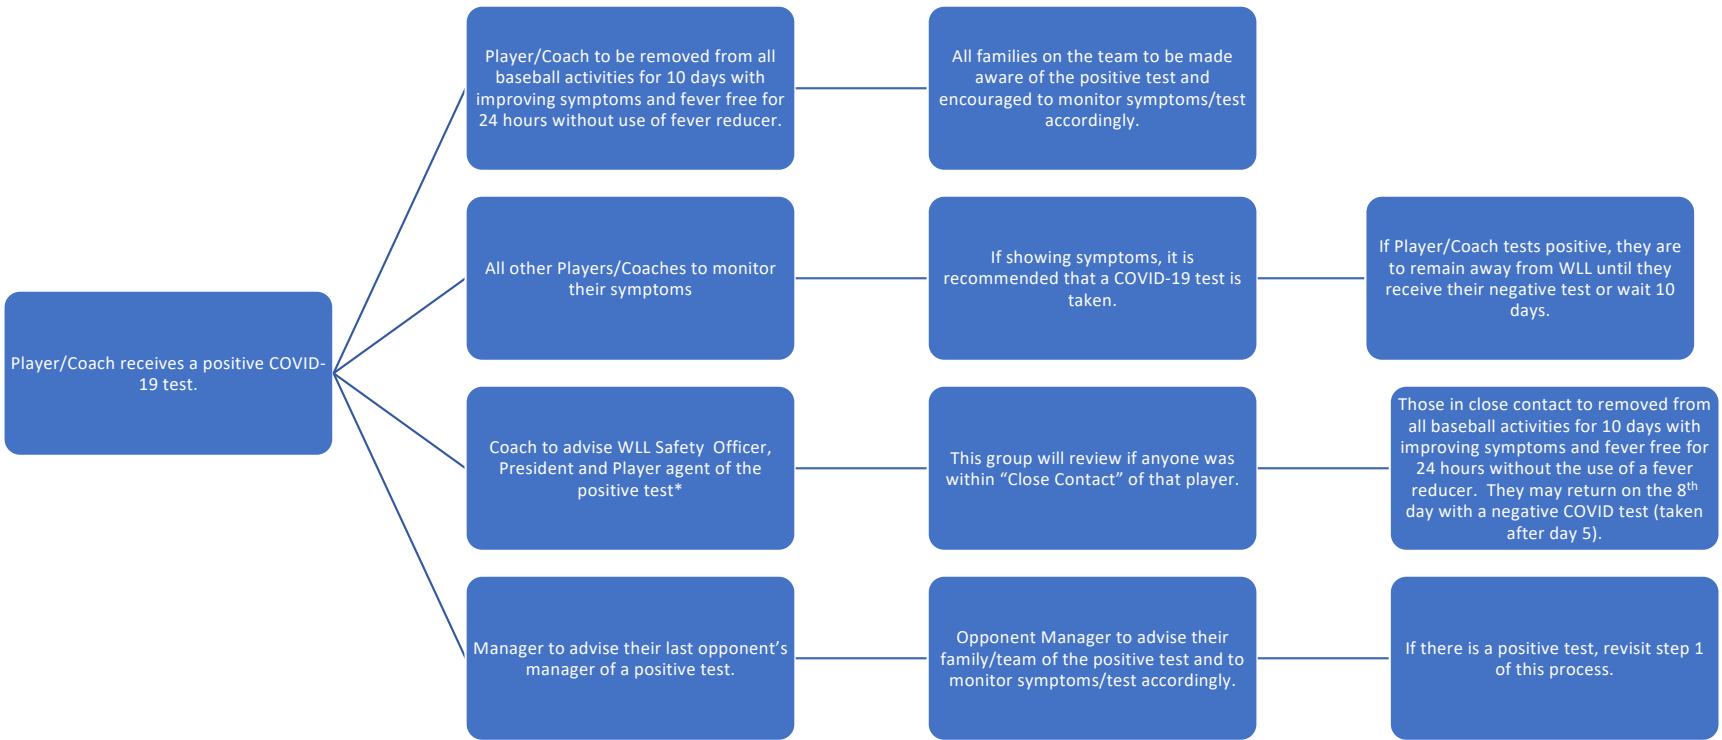 Player/Coach receives a positive COVID-
19 test.
Player/Coach to be removed from all
baseball activities for 10 days with
improving symptoms and fever free for
24 hours without use of fever reducer.
All families on the team to be made
aware of the positive test and
encouraged to monitor symptoms/test
accordingly.
All other Players/Coaches to monitor
their symptoms
If showing symptoms, it is
recommended that a COVID-19 test is
taken.
If Player/Coach tests positive, they are
to remain away from WLL until they
receive their negative test or wait 10
days.
Coach to advise WLL Safety  Officer,
President and Player agent of the
positive test*
This group will review if anyone was
within “Close Contact” of that player.
Those in close contact to removed from
all baseball activities for 10 days with
improving symptoms and fever free for
24 hours without the use of a fever
reducer.  They may return on the 8th
day with a negative COVID test (taken
after day 5).
Manager to advise their last opponent’s
manager of a positive test.
Opponent Manager to advise their
family/team of the positive test and to
monitor symptoms/test accordingly.
If there is a positive test, revisit step 1
of this process.